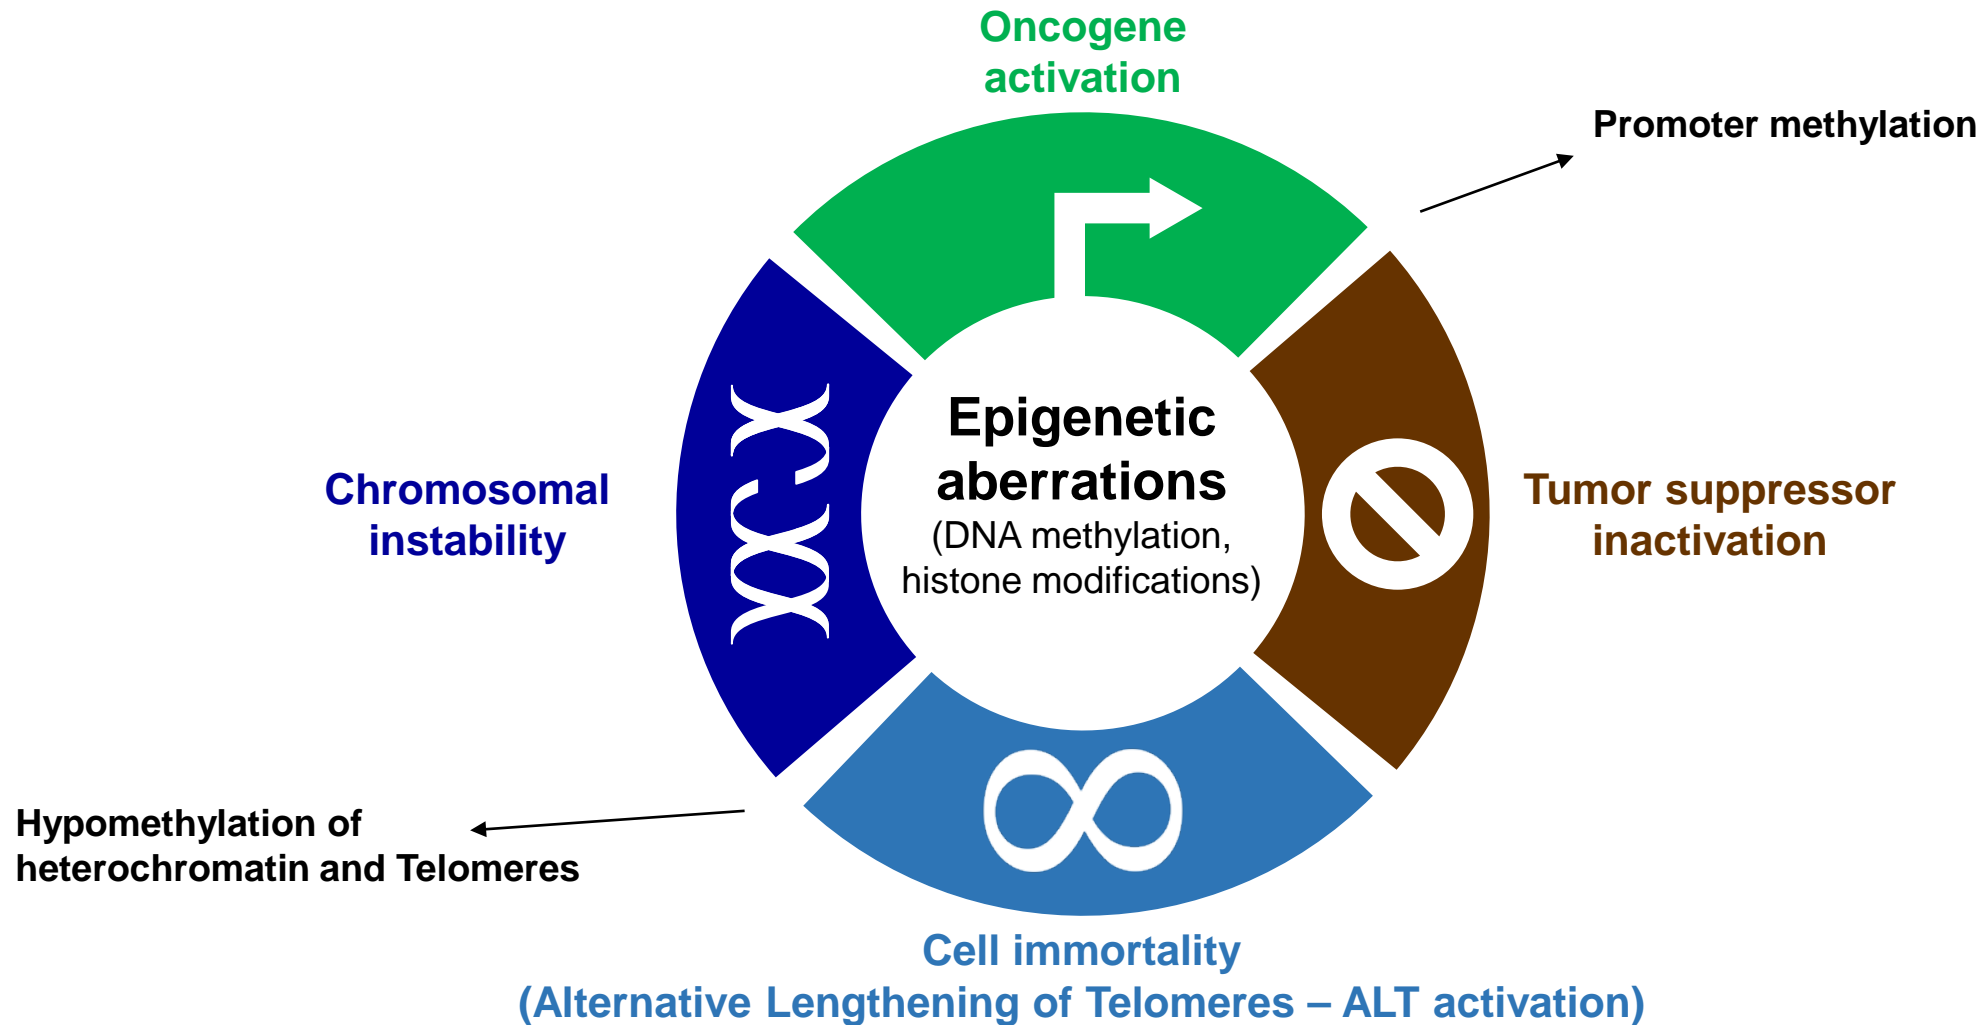 Oncogene
activation
Promoter methylation
Epigenetic
aberrations
(DNA methylation,
histone modifications)
Chromosomal
instability
Tumor suppressor
inactivation
Hypomethylation of
heterochromatin and Telomeres
Cell immortality
(Alternative Lengthening of Telomeres – ALT activation)